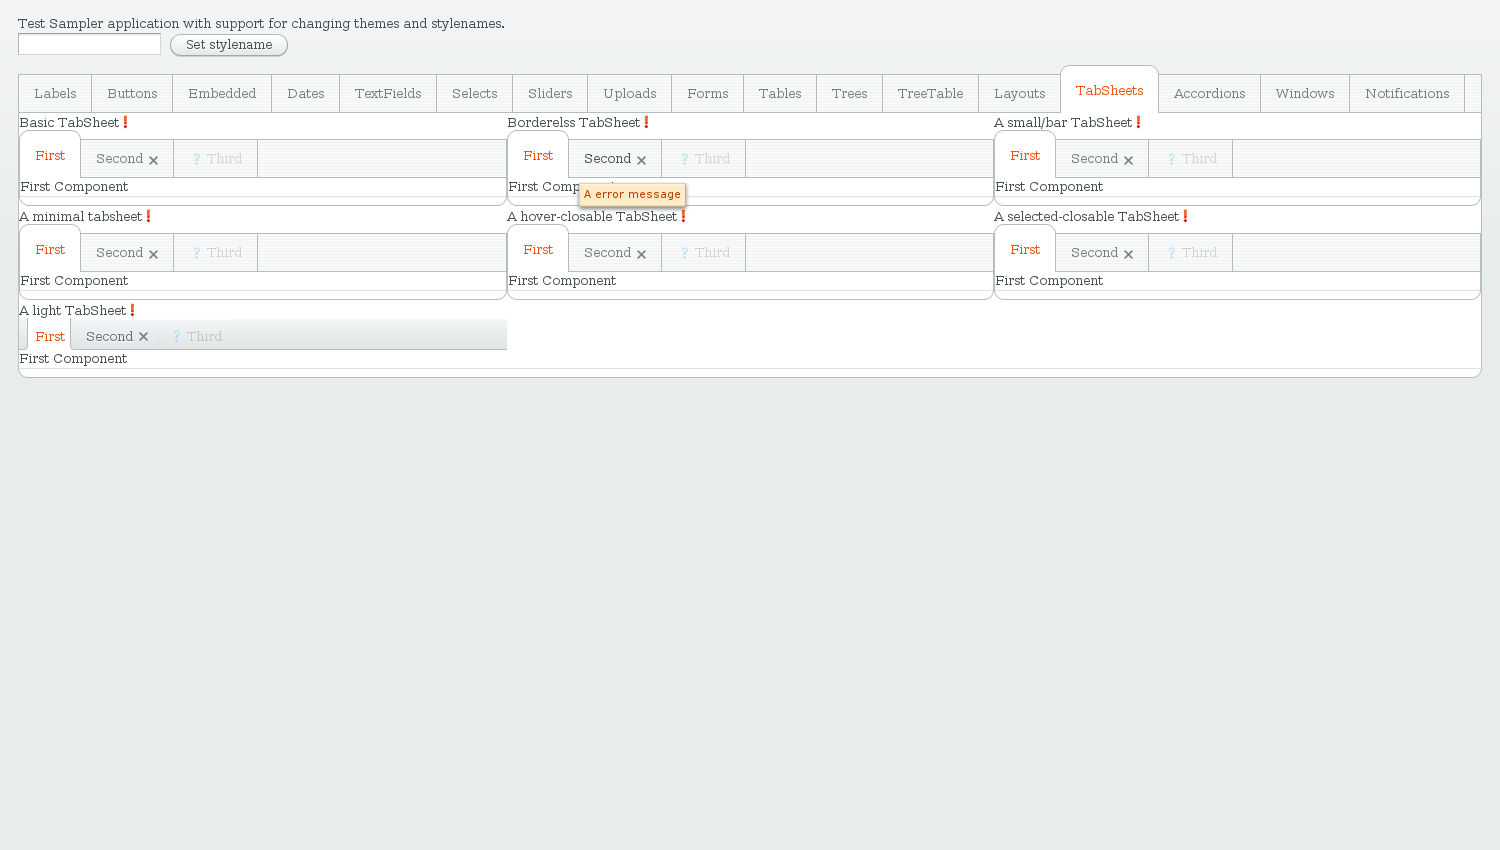 Test Sampler application with support for changing themes and stylenames.
Set stylename
Labels Buttons Embedded Dates TextFields Selects Sliders Uploads Forms Tables Trees TreeTable Layouts TabSheets Accordions Windows Notifications
Basic TabSheet! Borderelss TabSheet! A small/bar TabSheet!
First Second ? Third First Second ? Third First Second ? Third
First Component First Comp First Component
A error message
A minimal tabsheet! A hover-closable TabSheet! A selected-closable TabSheet!
First Second ? Third First Second ? Third First Second ? Third
First Component First Component First Component
A light TabSheet!
First Second ? Third
First Component